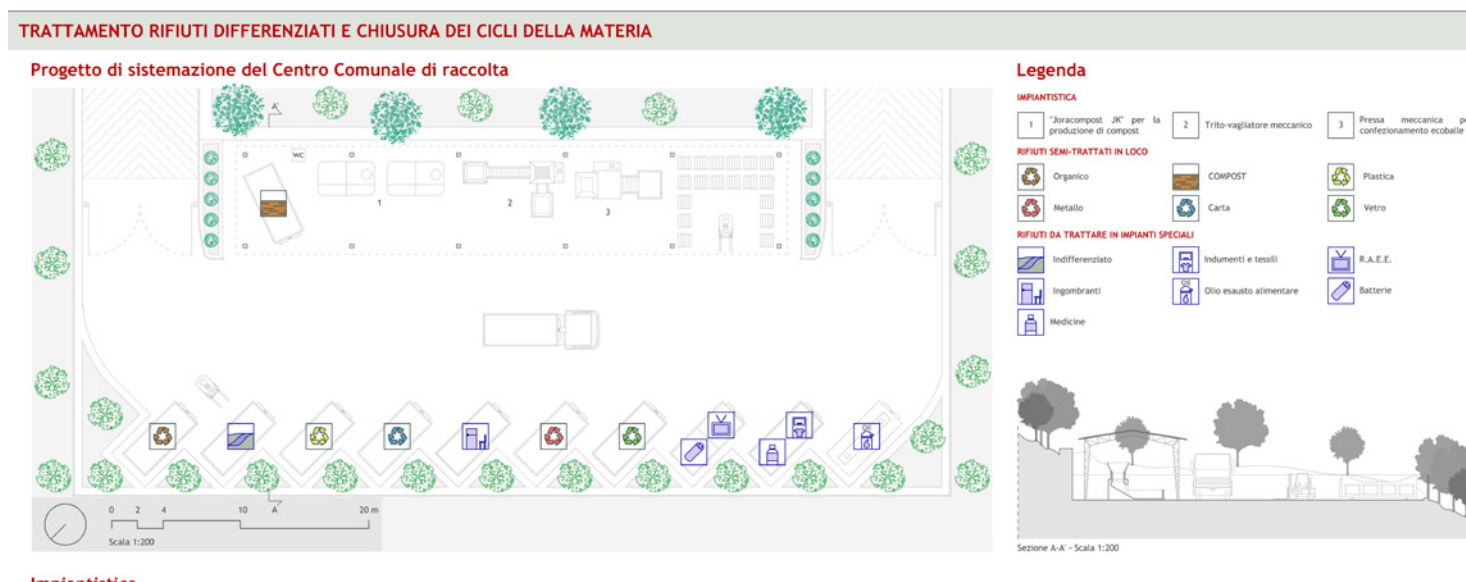 TRATTAMENTO RIFIUTI DIFFERENZIATI E CHIUSURA DEI CICLI DELLA MATERIA
Progetto di sistemazione del Centro Comunale di raccolta
A'
WC
1
2
3
OIL
0 2 4 10 A 20 m
Scala 1:200
Legenda
IMPIANTISTICA
1 "Joracompost JK" per la
produzione di compost
2 Trito-vagliatore meccanico
3 Pressa meccanica
confezionamento ecoballe
RIFIUTI SEMI-TRATTATI IN LOCO
Organico
COMPOST
Plastica
Metallo
Carta
Vetro
RIFIUTI DA TRATTARE IN IMPIANTI SPECIALI
Indifferenziato
Indumenti e tessili
R.A.E.E.
Ingombranti
OIL
Olio esausto alimentare
Batterie
Medicine
Sezione A-A' - Scala 1:200